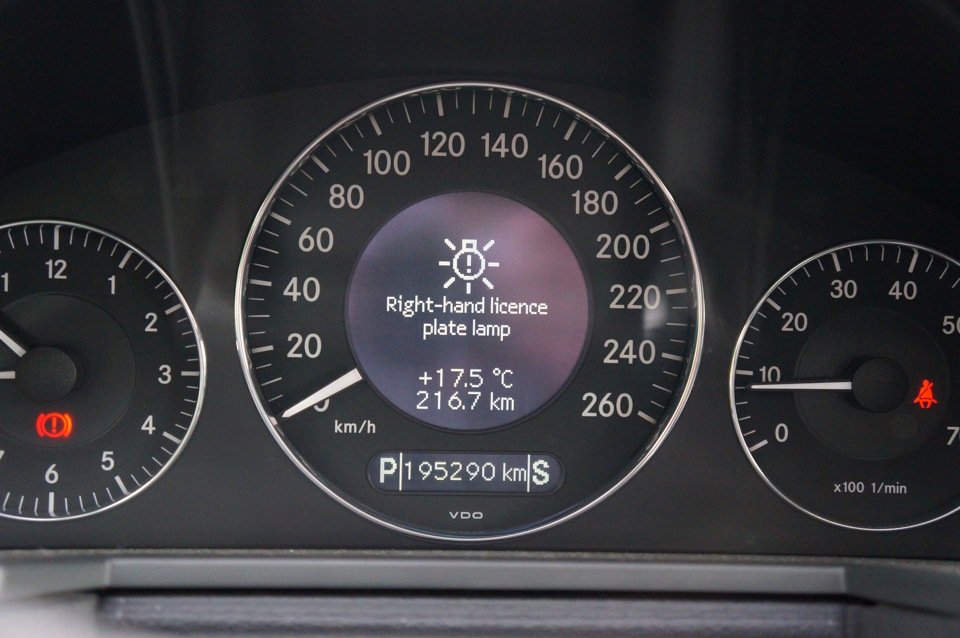 120 140
100 160
80 180
60 200
40 220
20 240
0 260
km/h
Right-hand licence
plate lamp
+17.5 °C
216.7 km
P 195290 km S
VDO
12
1
2
3
4
5
6
0
10
20
30
40
x100 1/min